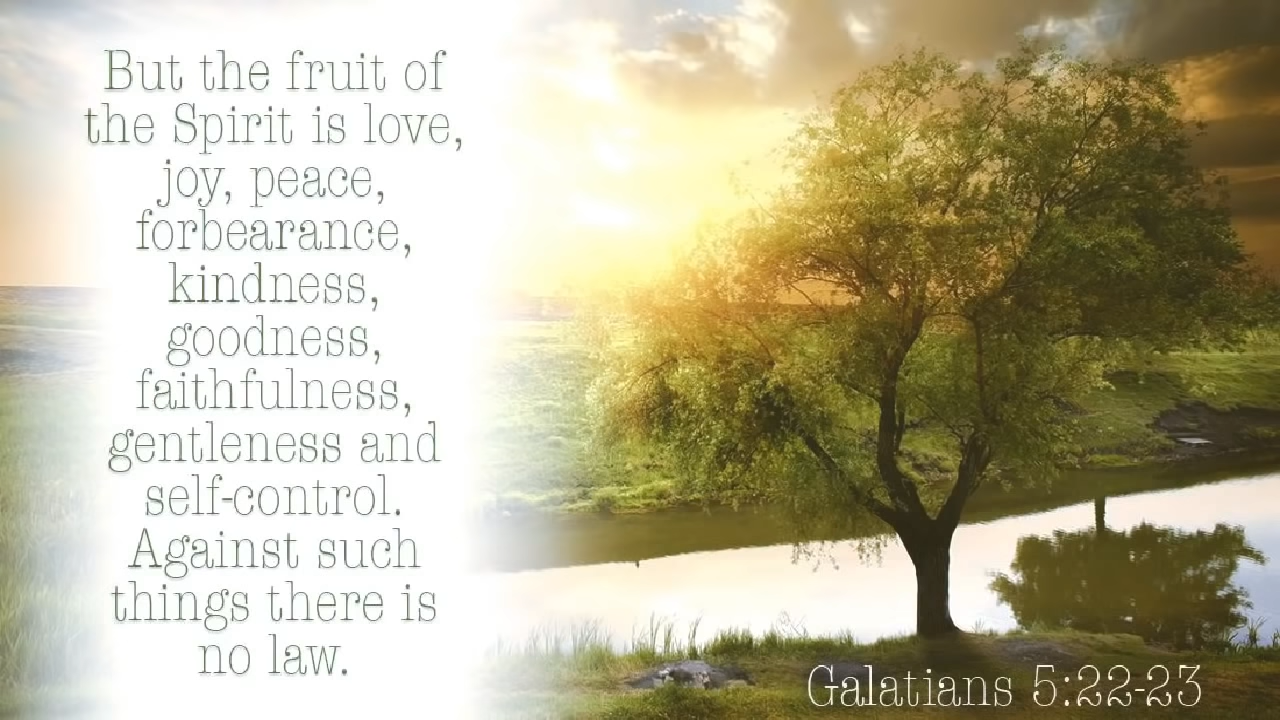 But the fruit of
the Spirit is love,
joy, peace,
forbearance,
kindness,
goodness,
faithfulness,
gentleness and
self-control.
Against such
things there is
no law.
Galatians 5:22-23